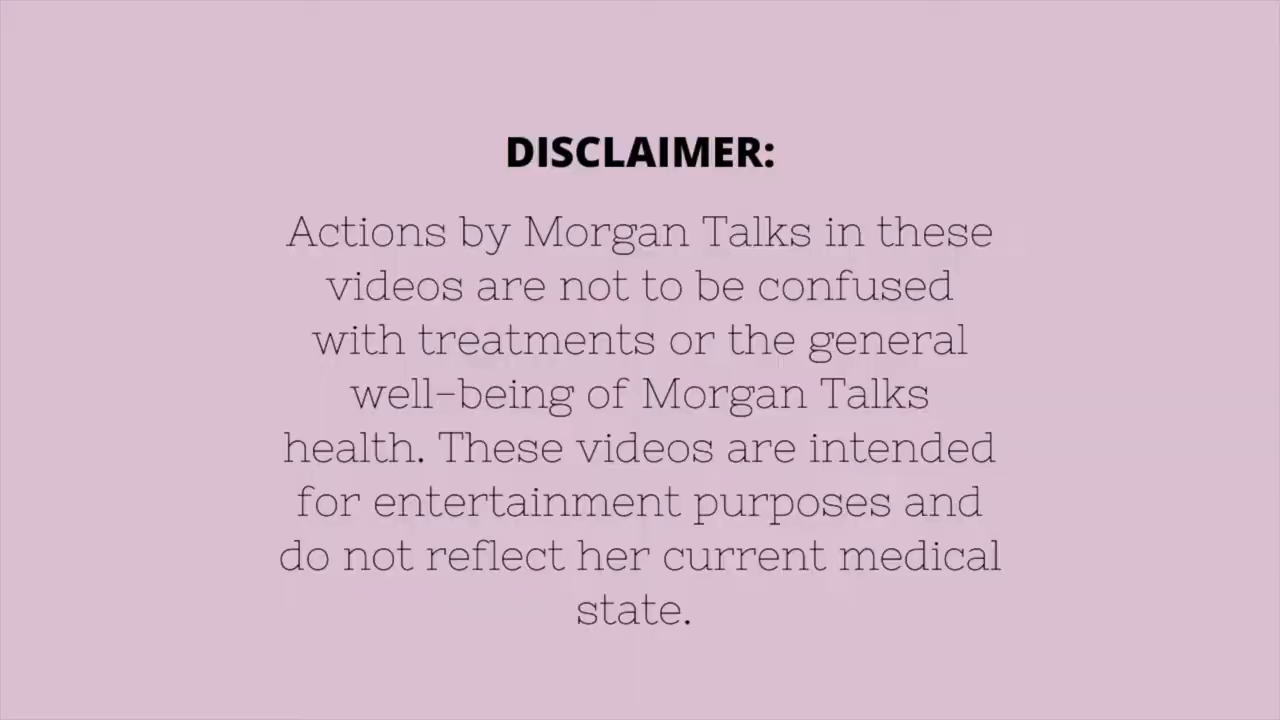 DISCLAIMER:
Actions by Morgan Talks in these
videos are not to be confused
with treatments or the general
well-being of Morgan Talks
health. These videos are intended
for entertainment purposes and
do not reflect her current medical
state.